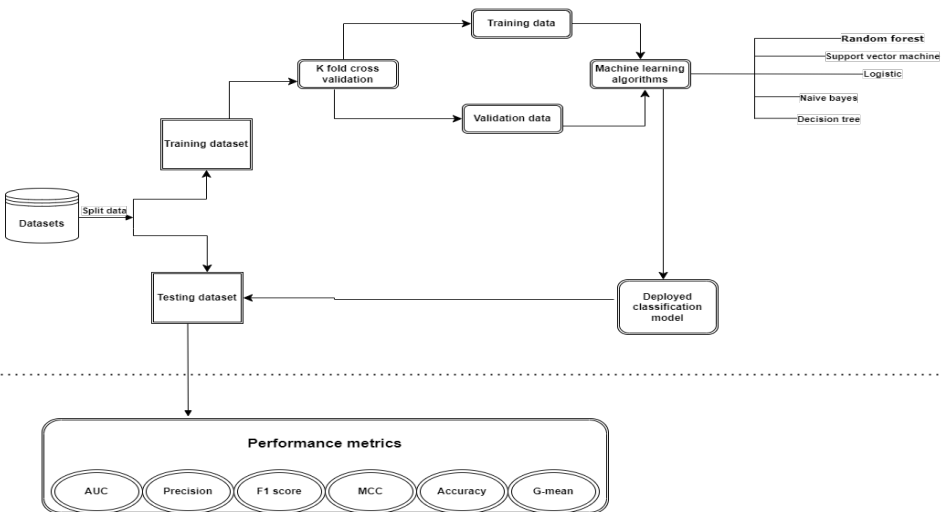 Training data
K fold cross
validation
Machine learning
algorithms
Random forest
Support vector machine
Logistic
Naive bayes
Decision tree
Validation data
Training dataset
Datasets
Split data
Testing dataset
Deployed
classification
model
Performance metrics
AUC
Precision
F1 score
MCC
Accuracy
G-mean